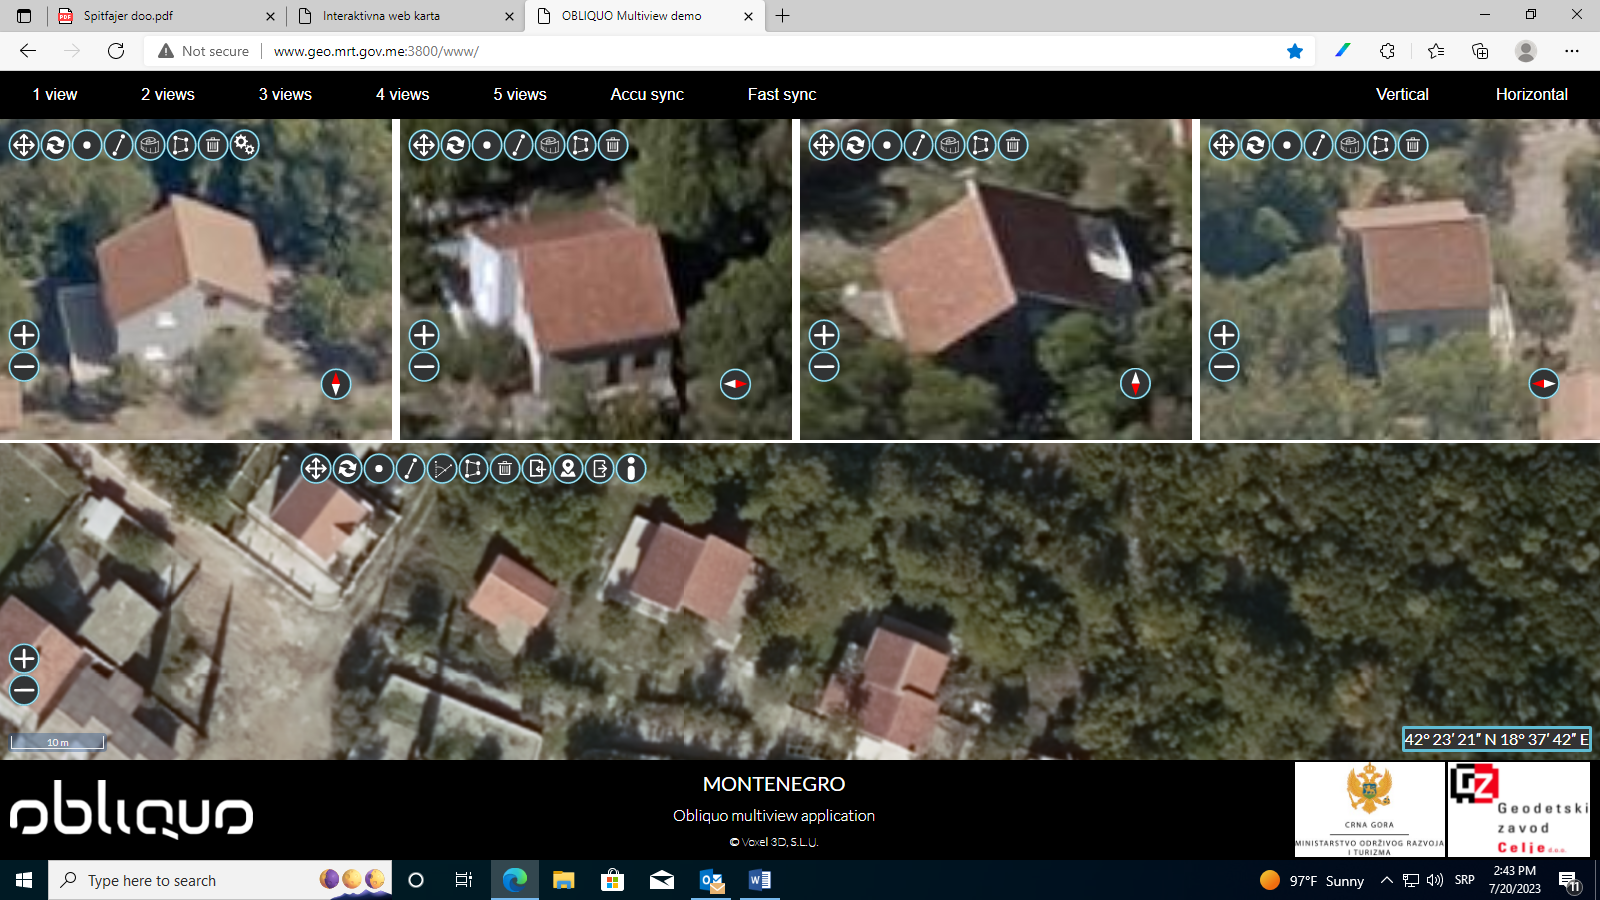 Spitfajer doo.pdf
Interaktivna web karta
OBLIQUO Multiview demo
Not secure
www.geo.mrt.gov.me:3800/www/
1 view
2 views
3 views
4 views
5 views
Accu sync
Fast sync
Vertical
Horizontal
10 m
42° 23′ 21″ N 18° 37′ 42″ E
obliquo
MONTENEGRO
Obliquo multiview application
© Voxel 3D, S.L.U.
CRNA GORA
MINISTARSTVO ODRŽIVOG RAZVOJA
I TURIZMA
GZ
Geodetski
zavod
Celje d.o.o.
Type here to search
97°F Sunny
SRP
2:43 PM
7/20/2023
11